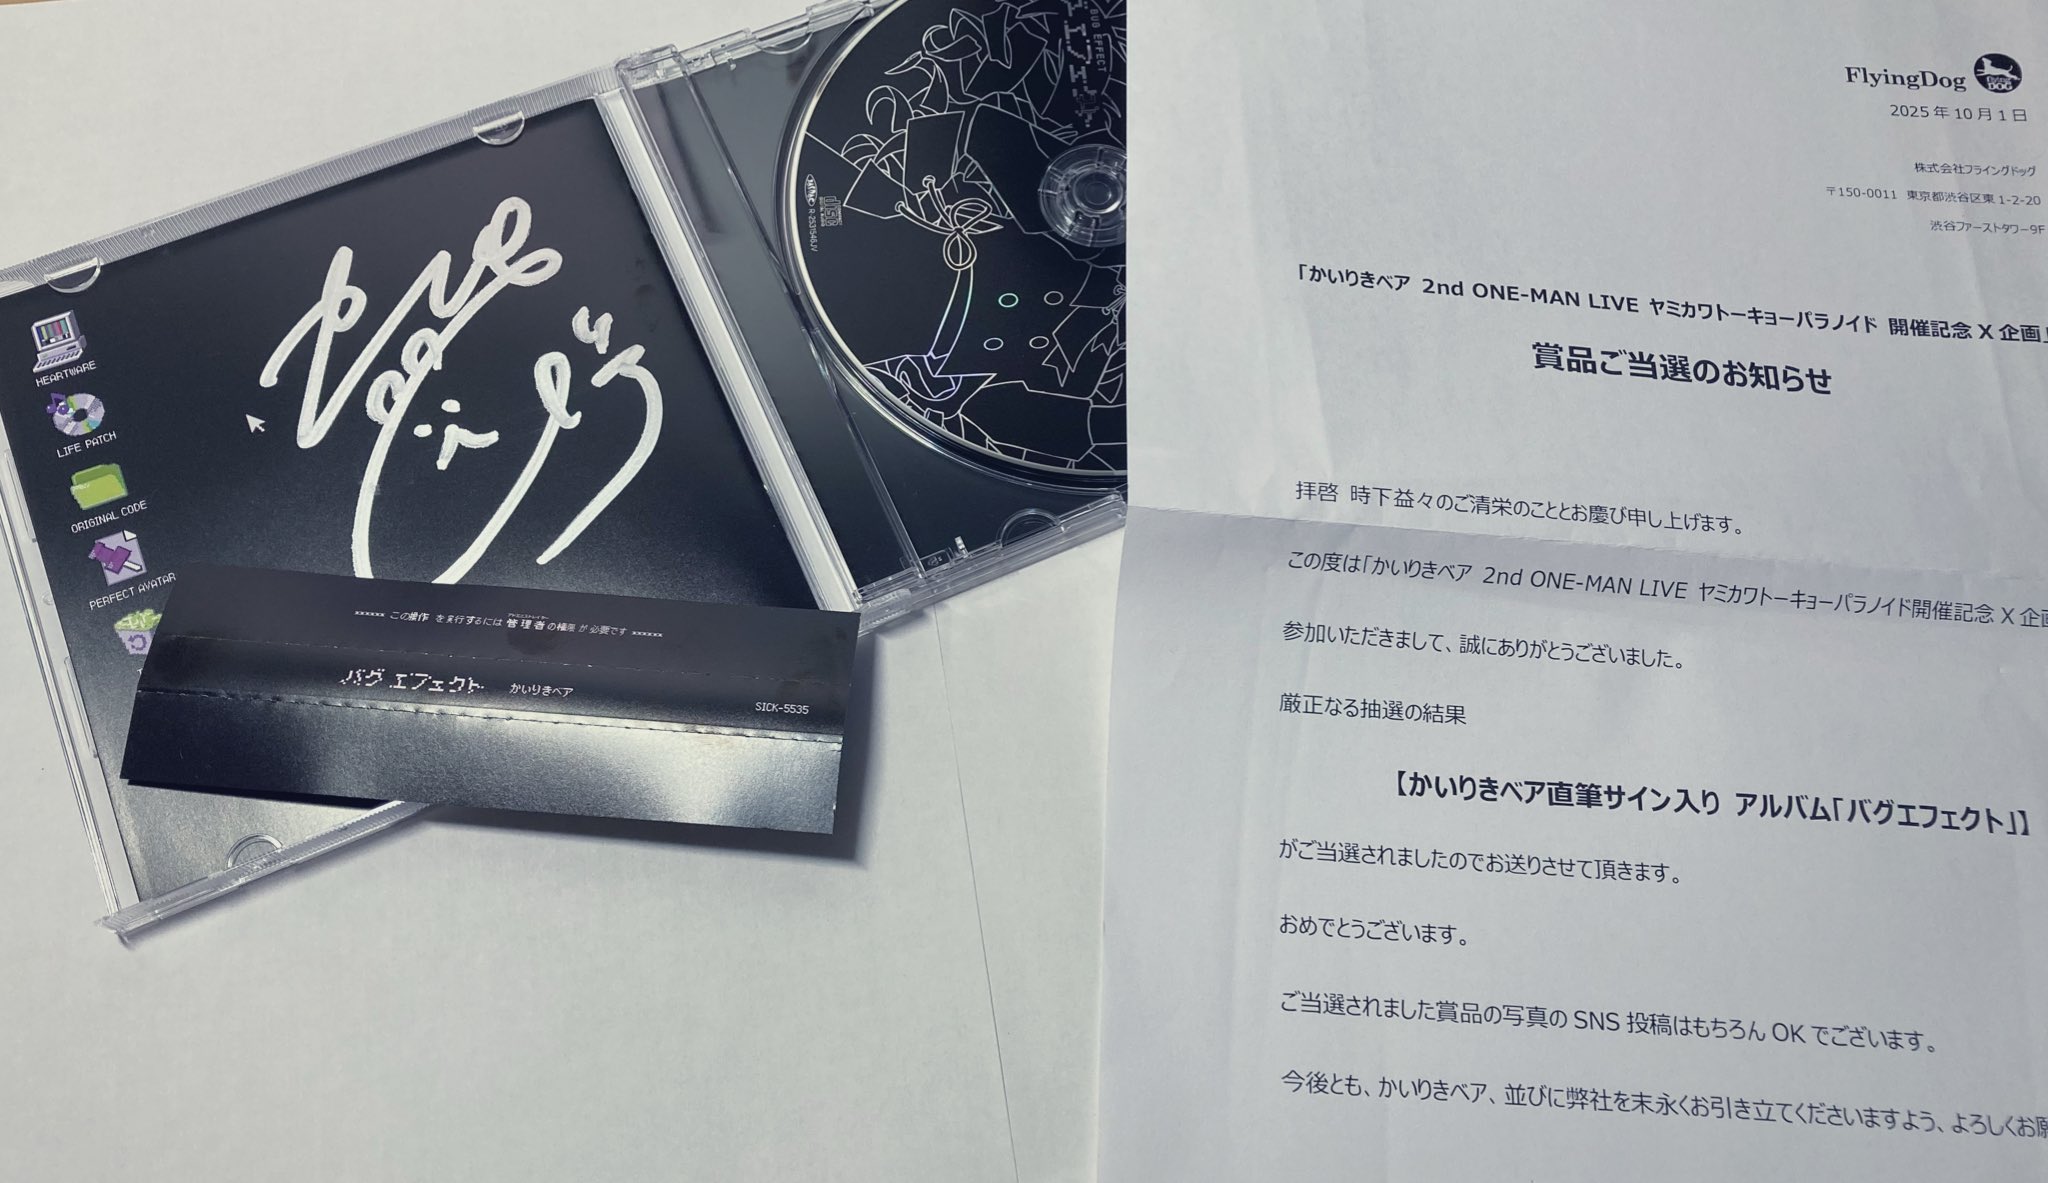 HEARTWARE
LIFE PATCH
ORIGINAL CODE
PERFECT AVATAR
BUG EFFECT
disc
R-2531546JV
×××××× この操作 を実行するには 管理者の権限 が 必要です ××××××
アドミニストレイター
バグエフェクト かいりきベア
SICK-5535
FlyingDog
2025 年 10 月 1 日
株式会社フライングドッグ
〒150-0011 東京都渋谷区東 1-2-20
渋谷ファーストタワー9F
「かいりきベア 2nd ONE-MAN LIVE ヤミカワトーキョーパラノイド 開催記念 X 企画」
賞品ご当選のお知らせ
拝啓 時下益々のご清栄のこととお慶び申し上げます。
この度は「かいりきベア 2nd ONE-MAN LIVE ヤミカワトーキョーパラノイド開催記念 X 企画
参加いただきまして、誠にありがとうございました。
厳正なる抽選の結果
【かいりきベア直筆サイン入り アルバム「バグエフェクト」】
がご当選されましたのでお送りさせて頂きます。
おめでとうございます。
ご当選されました賞品の写真の SNS 投稿はもちろん OK でございます。
今後とも、かいりきベア、並びに弊社を末永くお引き立てくださいますよう、よろしくお願